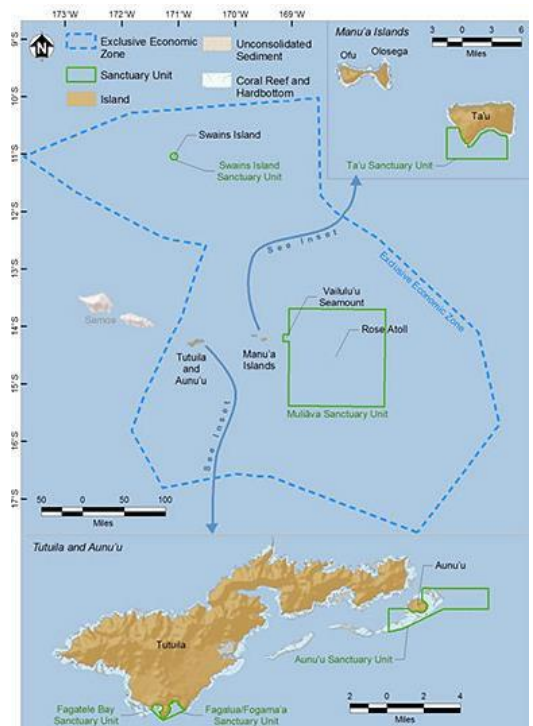 173°W
172°W
171°W
170°W
169°W
9°S
10°S
11°S
12°S
13°S
14°S
15°S
16°S
17°S
N
Exclusive Economic
Zone
Sanctuary Unit
Island
Unconsolidated
Sediment
Coral Reef and
Hardbottom
Manu'a Islands
3 0 3 6
Miles
Ofu
Olosega
Ta'u
Ta'u Sanctuary Unit
Swains Island
Swains Island
Sanctuary Unit
See Inset
Exclusive Economic Zone
Vailulu'u
Seamount
Rose Atoll
Samoa
Tutuila
and
Aunu'u
Manu'a
Islands
Muliāva Sanctuary Unit
See Inset
50 0 50 100
Miles
Tutuila and Aunu'u
Aunu'u
Tutuila
Aunu'u Sanctuary Unit
Fagatele Bay
Sanctuary Unit
Fagalua/Fogama'a
Sanctuary Unit
2 0 2 4
Miles